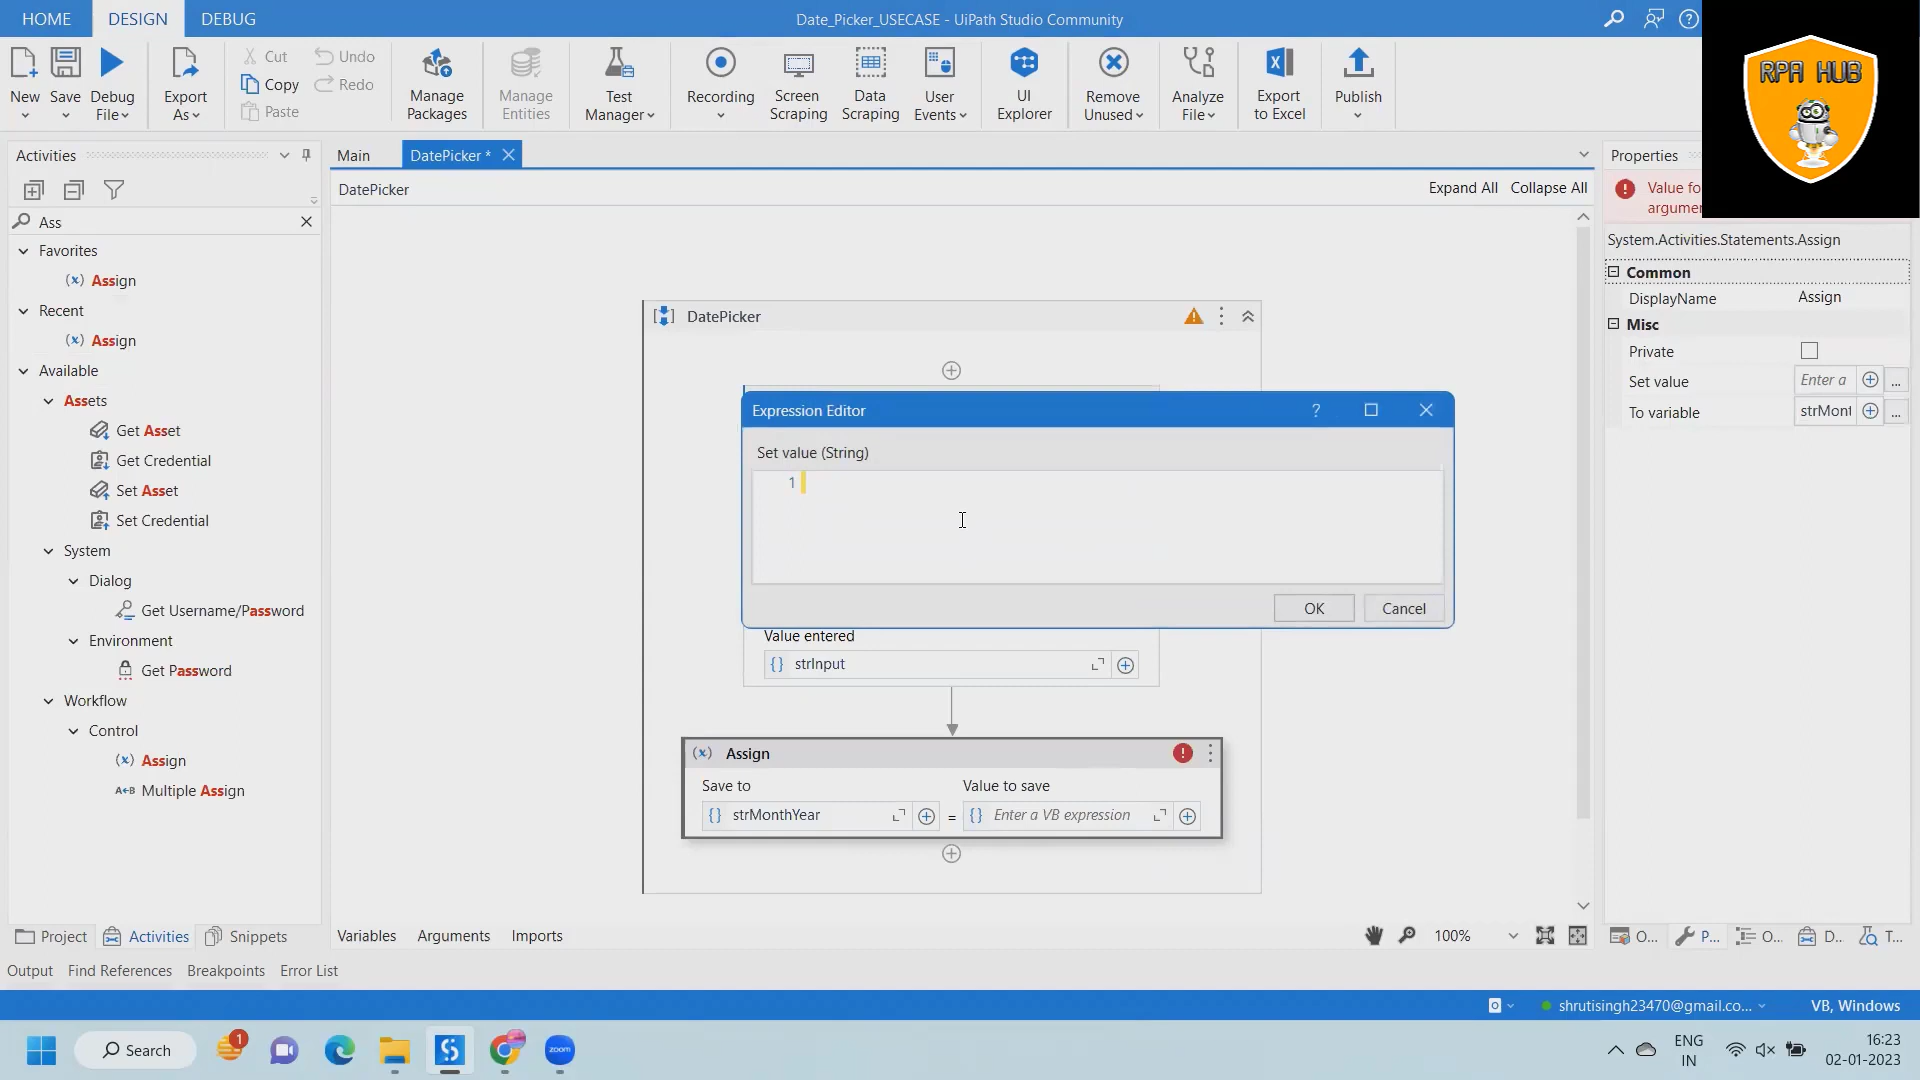 HOME
DESIGN
DEBUG
Date_Picker_USECASE - UiPath Studio Community
New
Save
Debug
File
Export
As
Cut
Copy
Paste
Undo
Redo
Manage
Packages
Manage
Entities
Test
Manager
Recording
Screen
Scraping
Data
Scraping
User
Events
UI
Explorer
Remove
Unused
Analyze
File
Export
to Excel
Publish
RPA HUB
Activities
Main
DatePicker *
Properties
DatePicker
Expand All
Collapse All
Value fo
argumer
Ass
Favorites
Assign
Recent
Assign
Available
Assets
Get Asset
Get Credential
Set Asset
Set Credential
System
Dialog
Get Username/Password
Environment
Get Password
Workflow
Control
Assign
Multiple Assign
DatePicker
Expression Editor
?
Set value (String)
1
OK
Cancel
Value entered
strInput
Assign
Save to
Value to save
strMonthYear
=
Enter a VB expression
System.Activities.Statements.Assign
Common
DisplayName
Assign
Misc
Private
Set value
Enter a
...
To variable
strMont
...
Project
Activities
Snippets
Variables
Arguments
Imports
100%
O...
P...
O...
D...
T...
Output
Find References
Breakpoints
Error List
shrutisingh23470@gmail.co...
VB, Windows
Search
1
zoom
ENG
IN
16:23
02-01-2023